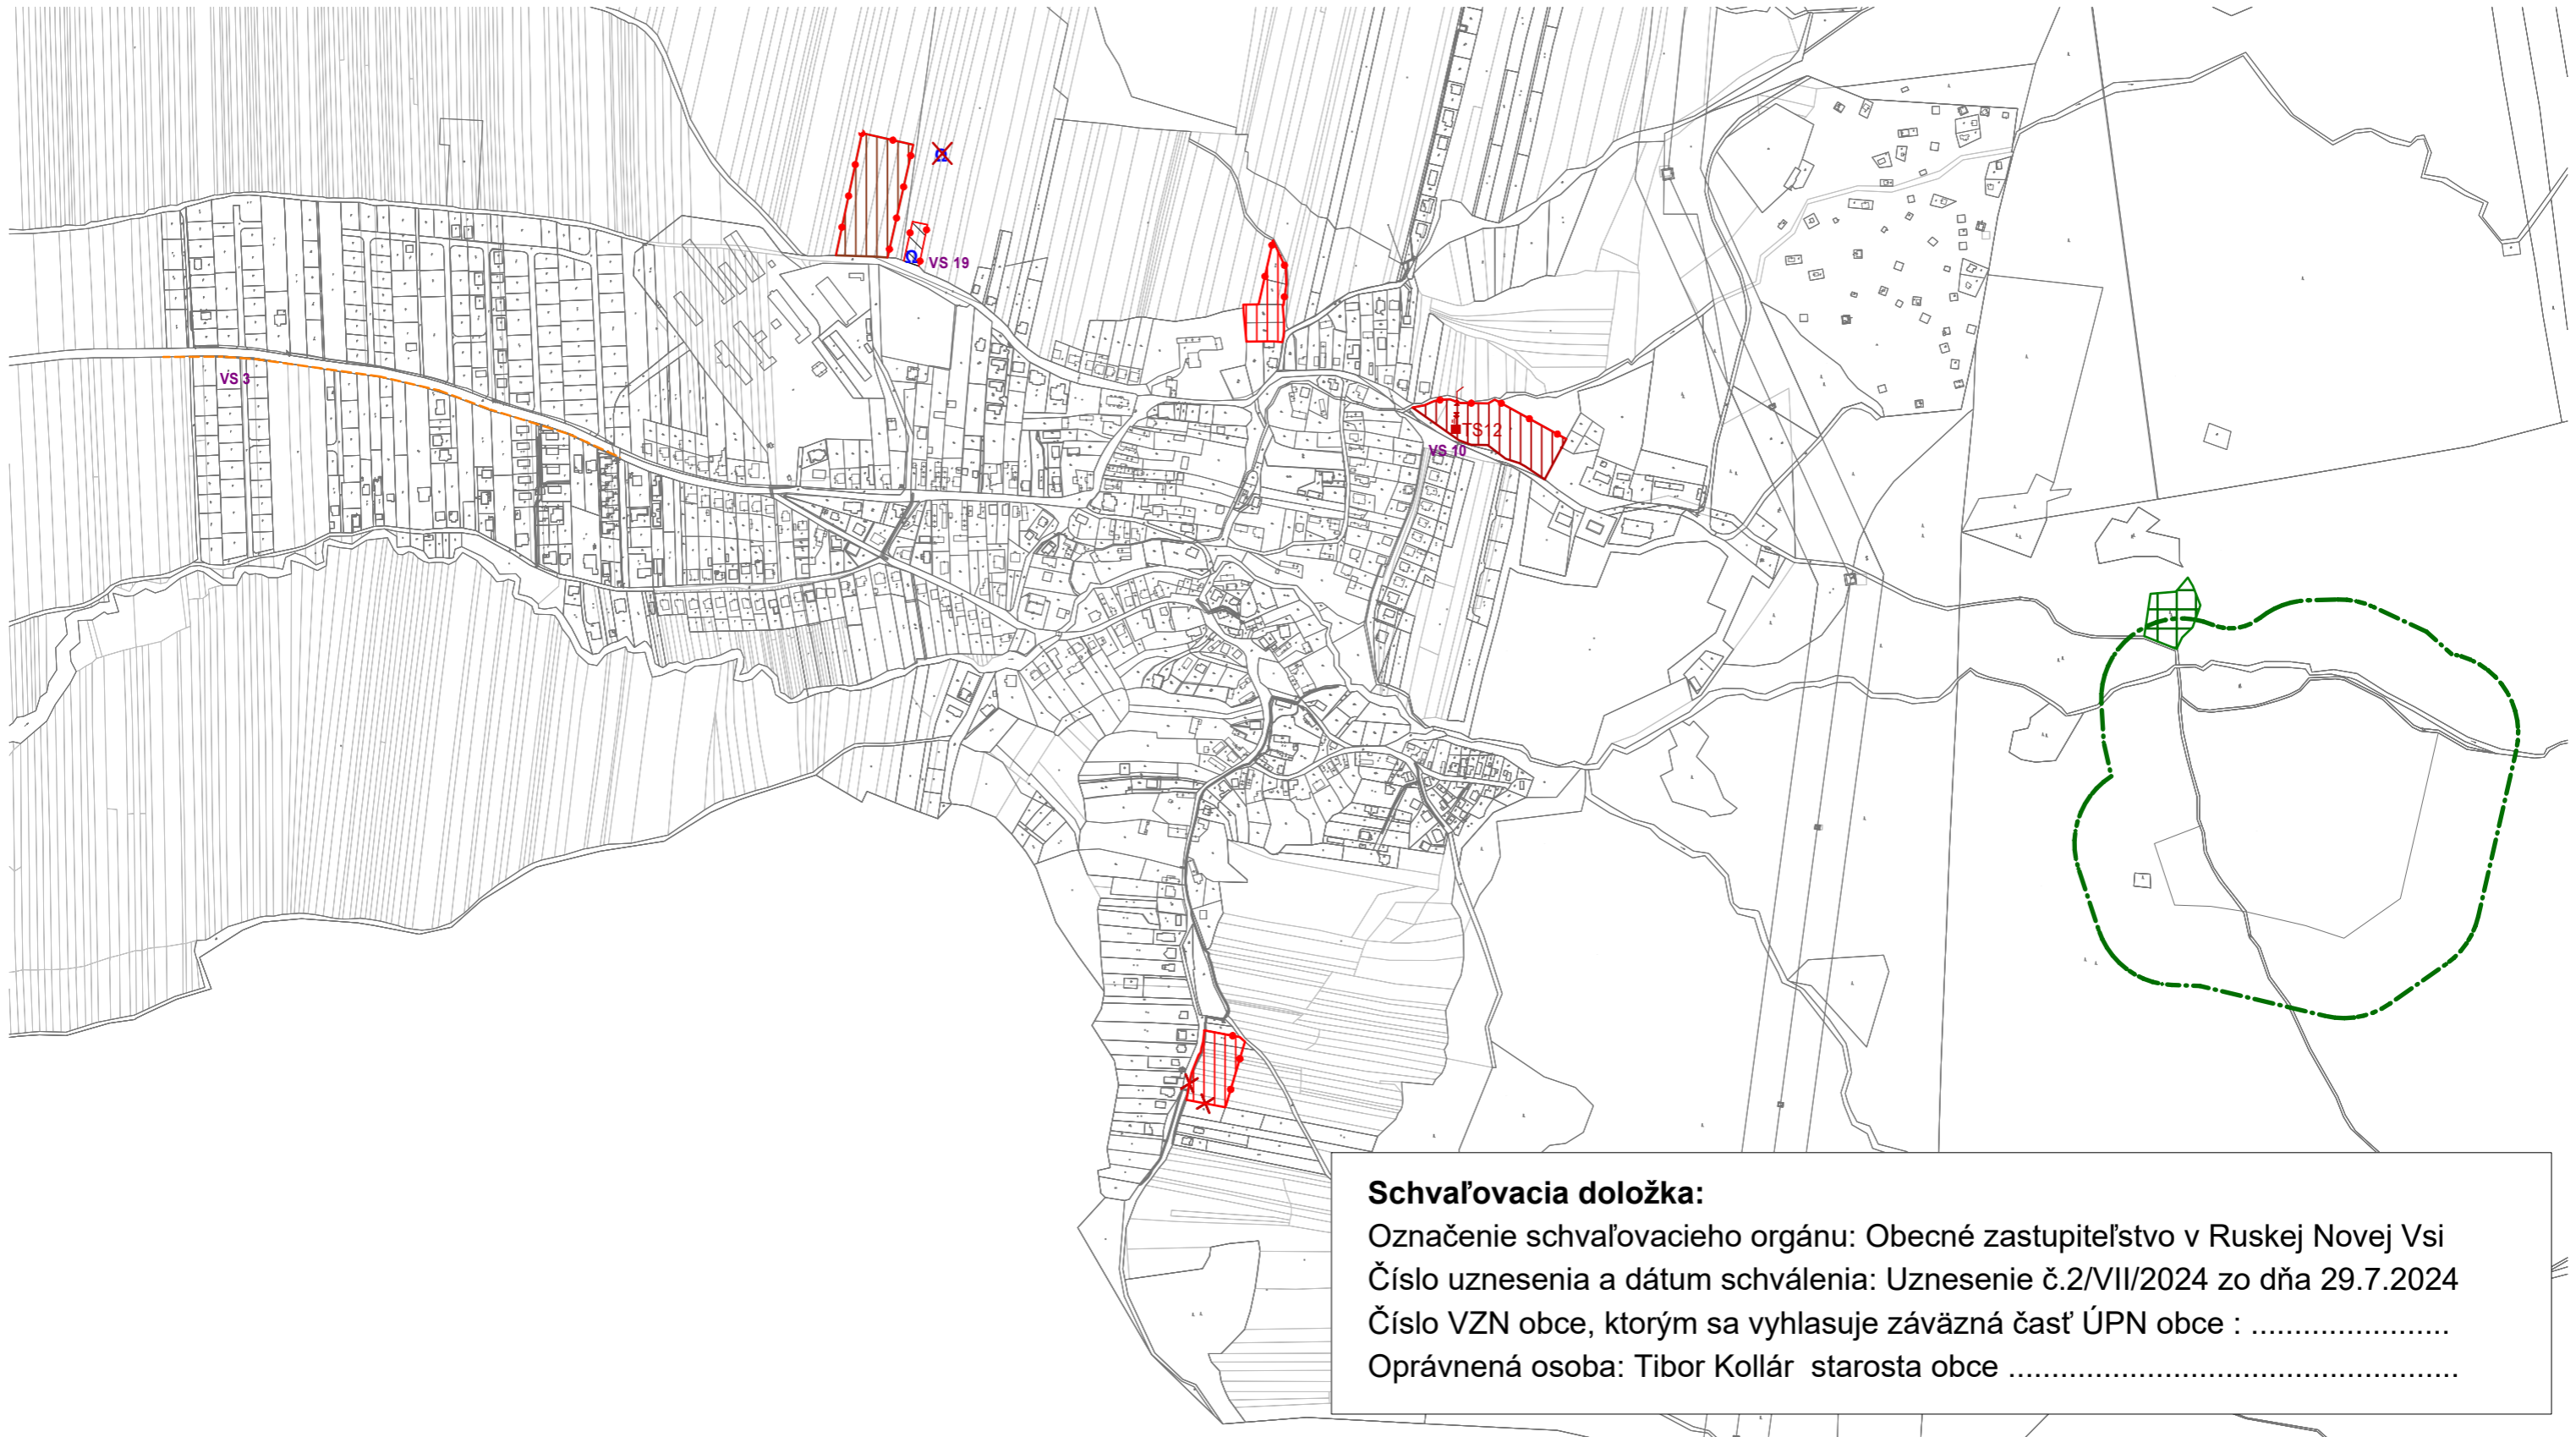 VS 19
VS 3
TS12
VS 10
Schvaľovacia doložka:
Označenie schvaľovacieho orgánu: Obecné zastupiteľstvo v Ruskej Novej Vsi
Číslo uznesenia a dátum schválenia: Uznesenie č.2/VII/2024 zo dňa 29.7.2024
Číslo VZN obce, ktorým sa vyhlasuje záväzná časť ÚPN obce : .......................
Oprávnená osoba: Tibor Kollár  starosta obce ...................................................